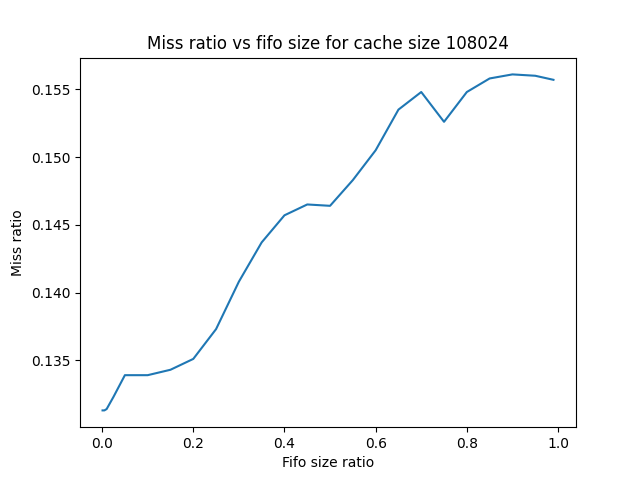 Miss ratio vs fifo size for cache size 108024
0.155
0.150
0.145
0.140
0.135
Miss ratio
0.0 0.2 0.4 0.6 0.8 1.0
Fifo size ratio